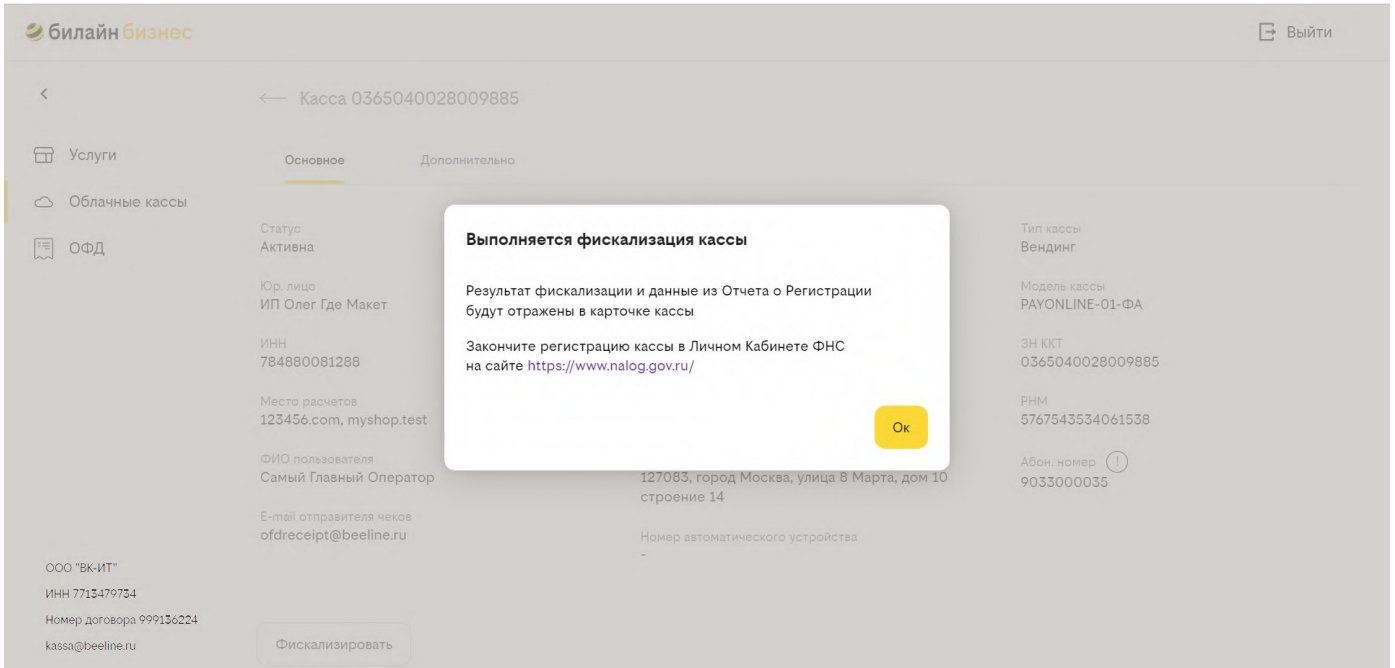 билайн бизнес
Выйти
Касса 0365040028009885
Услуги
Облачные кассы
ОФД
Основное
Дополнительно
Статус
Активна
Юр. лицо
ИП Олег Где Макет
ИНН
784880081288
Место расчетов
123456.com, myshop.test
ФИО пользователя
Самый Главный Оператор
E-mail отправителя чеков
ofdreceipt@beeline.ru
Выполняется фискализация кассы
Результат фискализации и данные из Отчета о Регистрации
будут отражены в карточке кассы
Закончите регистрацию кассы в Личном Кабинете ФНС
на сайте https://www.nalog.gov.ru/
Ок
127083, город Москва, улица 8 Марта, дом 10
строение 14
Номер автоматического устройства
-
Тип кассы
Вендинг
Модель кассы
PAYONLINE-01-ФА
ЗН ККТ
0365040028009885
РНМ
5767543534061538
Абон. номер
9033000035
ООО "ВК-ИТ"
ИНН 7713479734
Номер договора 999136224
kassa@beeline.ru
Фискализировать